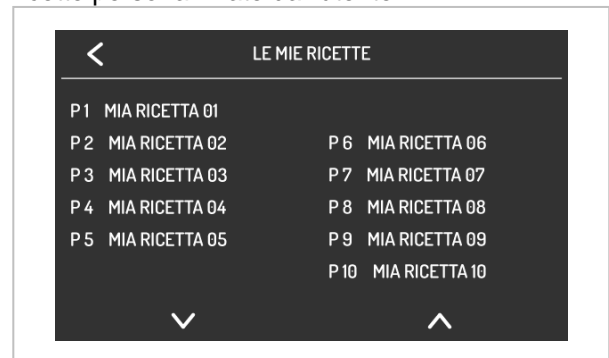 LE MIE RICETTE
P1 MIA RICETTA 01
P2 MIA RICETTA 02
P3 MIA RICETTA 03
P4 MIA RICETTA 04
P5 MIA RICETTA 05
P6 MIA RICETTA 06
P7 MIA RICETTA 07
P8 MIA RICETTA 08
P9 MIA RICETTA 09
P10 MIA RICETTA 10